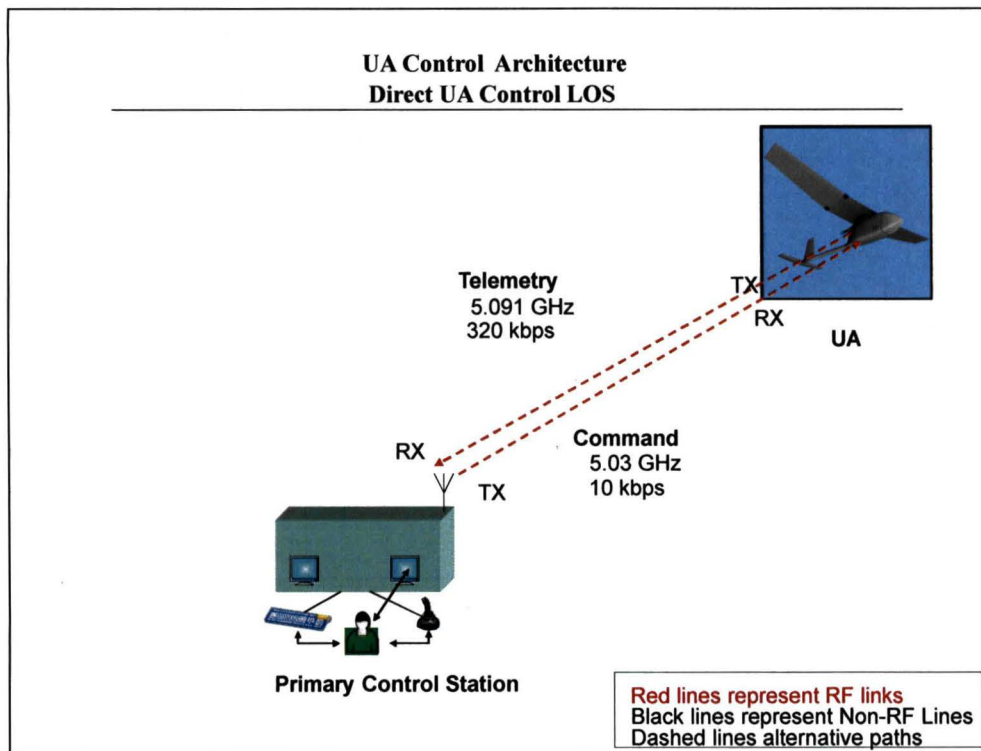 UA Control Architecture
Direct UA Control LOS
Telemetry
5.091 GHz
320 kbps
TX
RX
UA
RX
TX
Command
5.03 GHz
10 kbps
Primary Control Station
Red lines represent RF links
Black lines represent Non-RF Lines
Dashed lines alternative paths